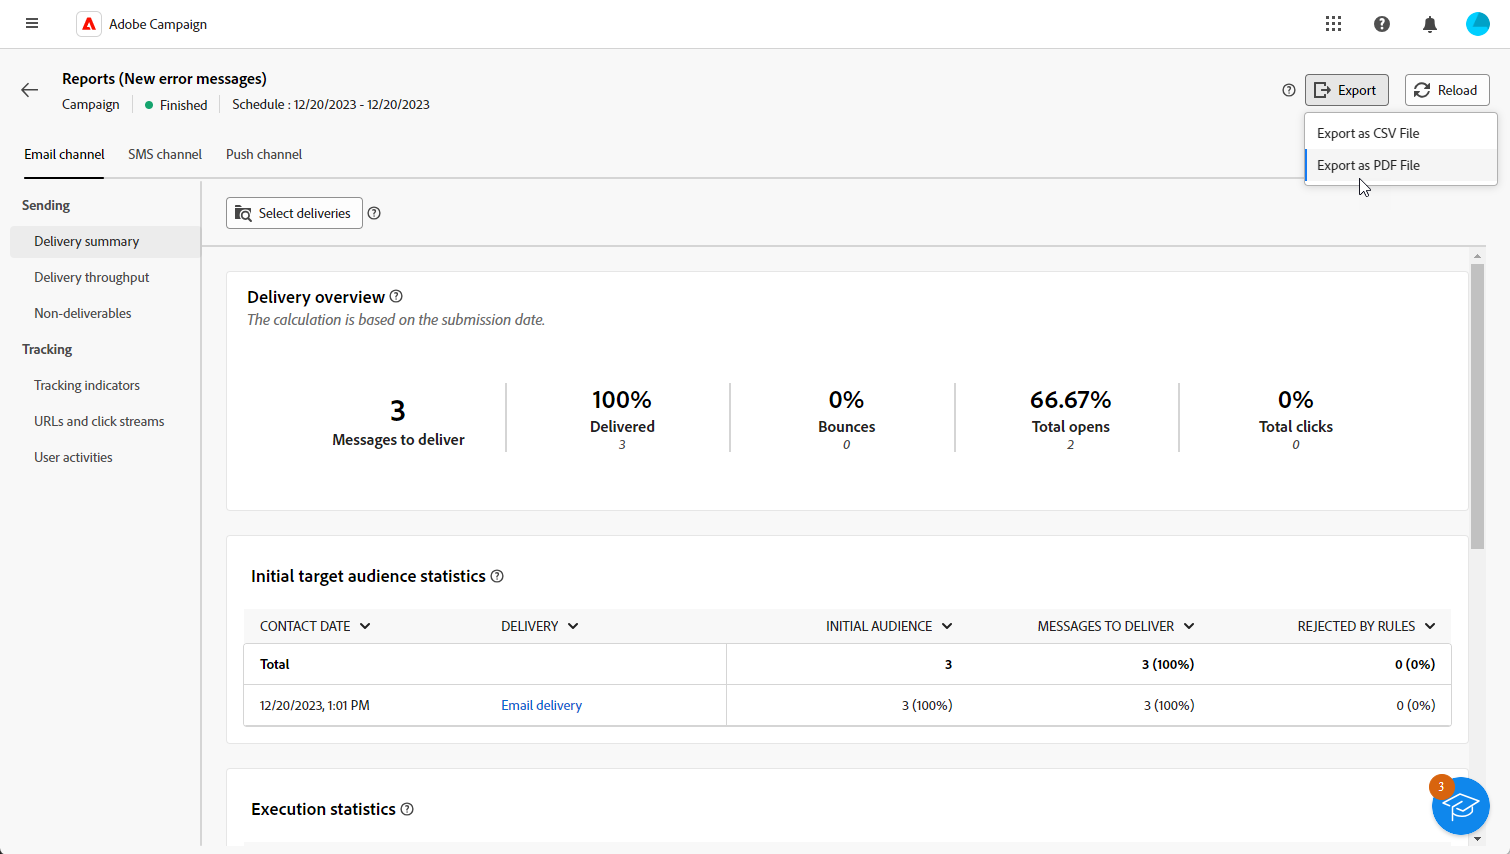 Adobe Campaign
Reports (New error messages)
Campaign Finished Schedule : 12/20/2023 - 12/20/2023
Export
Reload
Export as CSV File
Export as PDF File
Email channel SMS channel Push channel
Sending
Delivery summary
Delivery throughput
Non-deliverables
Tracking
Tracking indicators
URLs and click streams
User activities
Select deliveries
Delivery overview
The calculation is based on the submission date.
3
Messages to deliver
100%
Delivered
3
0%
Bounces
0
66.67%
Total opens
2
0%
Total clicks
0
Initial target audience statistics
CONTACT DATE DELIVERY INITIAL AUDIENCE MESSAGES TO DELIVER REJECTED BY RULES
Total 3 3 (100%) 0 (0%)
12/20/2023, 1:01 PM Email delivery 3 (100%) 3 (100%) 0 (0%)
Execution statistics
3